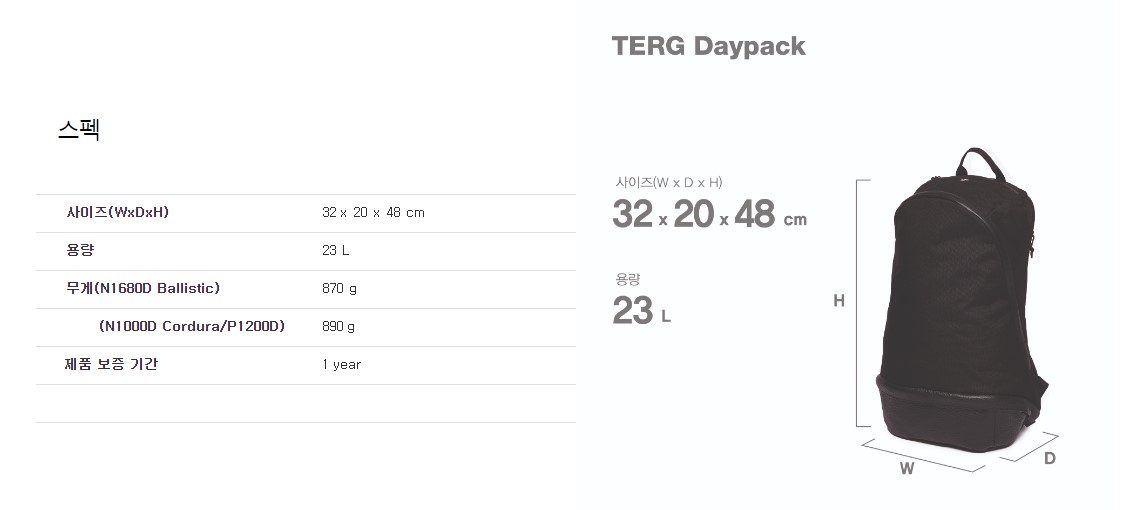 스펙
사이즈(WxDxH) 32 x 20 x 48 cm
용량 23 L
무게(N1680D Ballistic) 870 g
(N1000D Cordura/P1200D) 890 g
제품 보증 기간 1 year
TERG Daypack
사이즈(W x D x H)
32 x 20 x 48 cm
용량
23 L
H
W
D